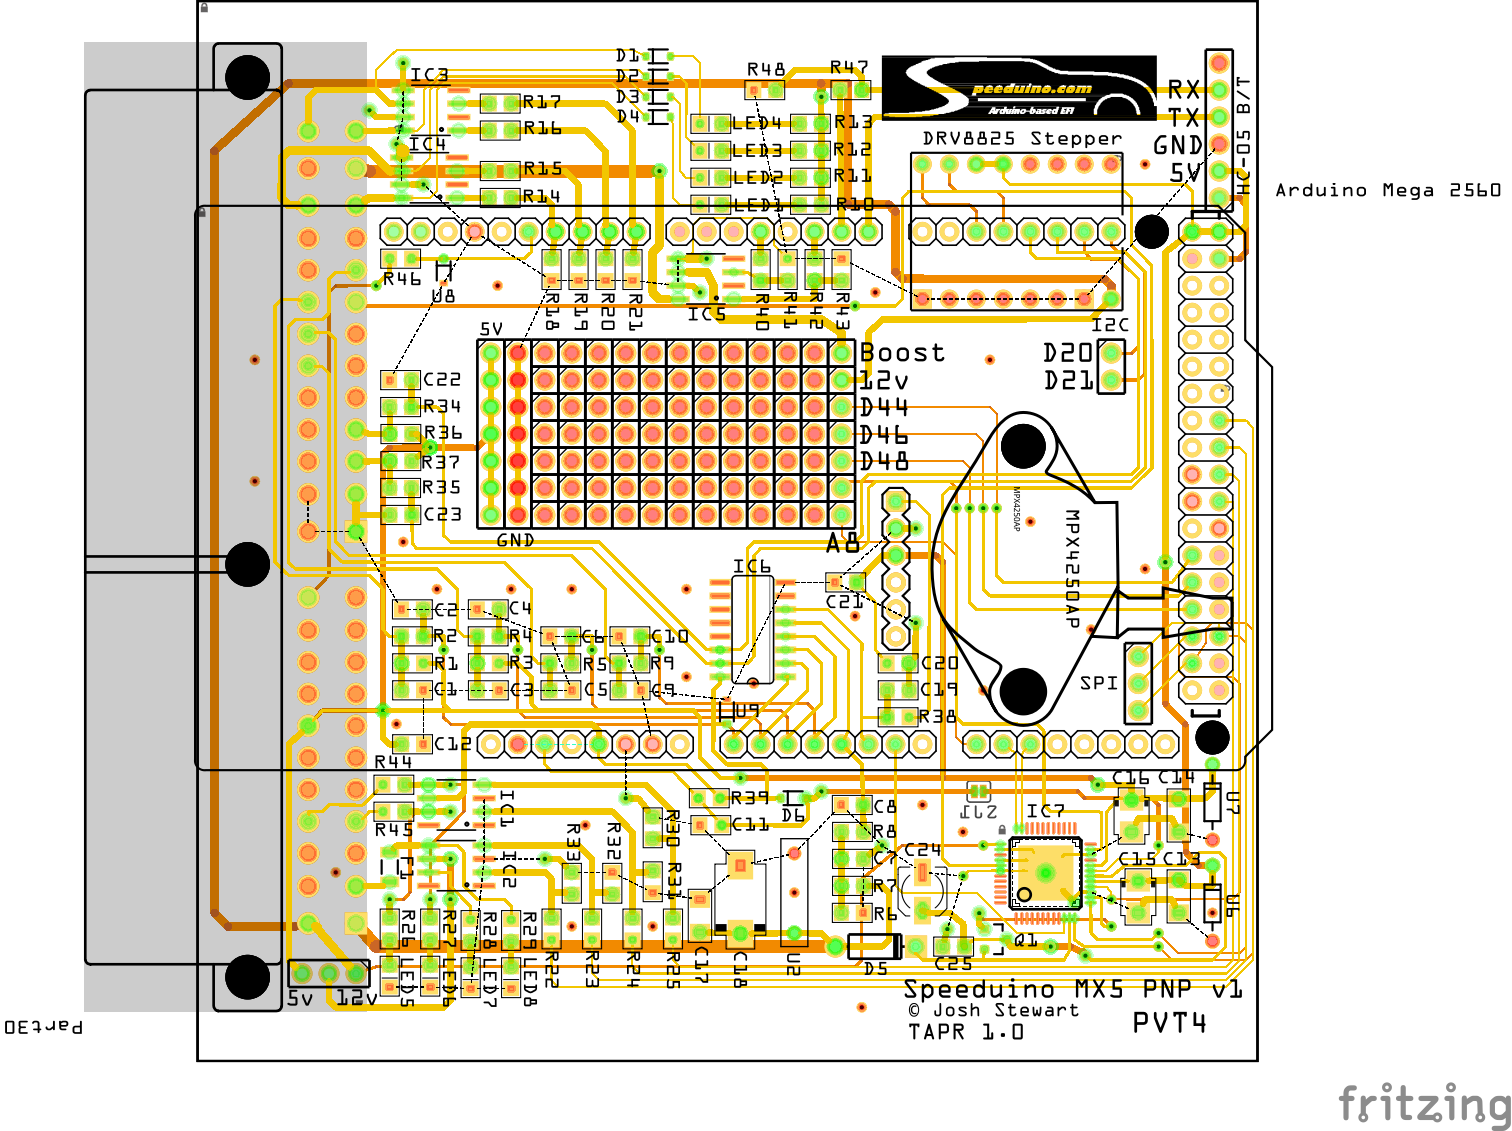 D1
D2
D3
D4
IC3
IC4
R17
R16
R15
R14
R48
R47
LED4
LED3
LED2
LED1
R13
R12
R11
R10
peeduino.com
Arduino-based EFI
DRV8825 Stepper
RX
TX
GND
5V
HC-05 B/T
Arduino Mega 2560
R46
U8
R18
R19
R20
R21
IC5
R40
R41
R42
R43
I2C
5V
Boost
12v
D44
D46
D48
D20
D21
C22
R34
R36
R37
R35
C23
GND
A8
MPX4250AP
MPX4250AP
IC6
C21
C2
C4
R2
R4
C6
C10
R1
R3
R5
R9
C1
C3
C5
C9
C20
C19
R38
SPI
U9
C12
R44
R45
IC1
IC2
F1
R39
C11
D6
R30
R31
R32
R33
C8
R8
C7
R7
R6
C24
JP2
IC7
C16
C14
C15
C13
U7
U6
R26
R27
R28
R29
R22
R23
R24
R25
C17
C18
U2
D5
C25
Q1
LED5
LED6
LED7
LED8
5v
12v
Part30
Speeduino MX5 PNP v1
© Josh Stewart
TAPR 1.0
PVT4
fritzing